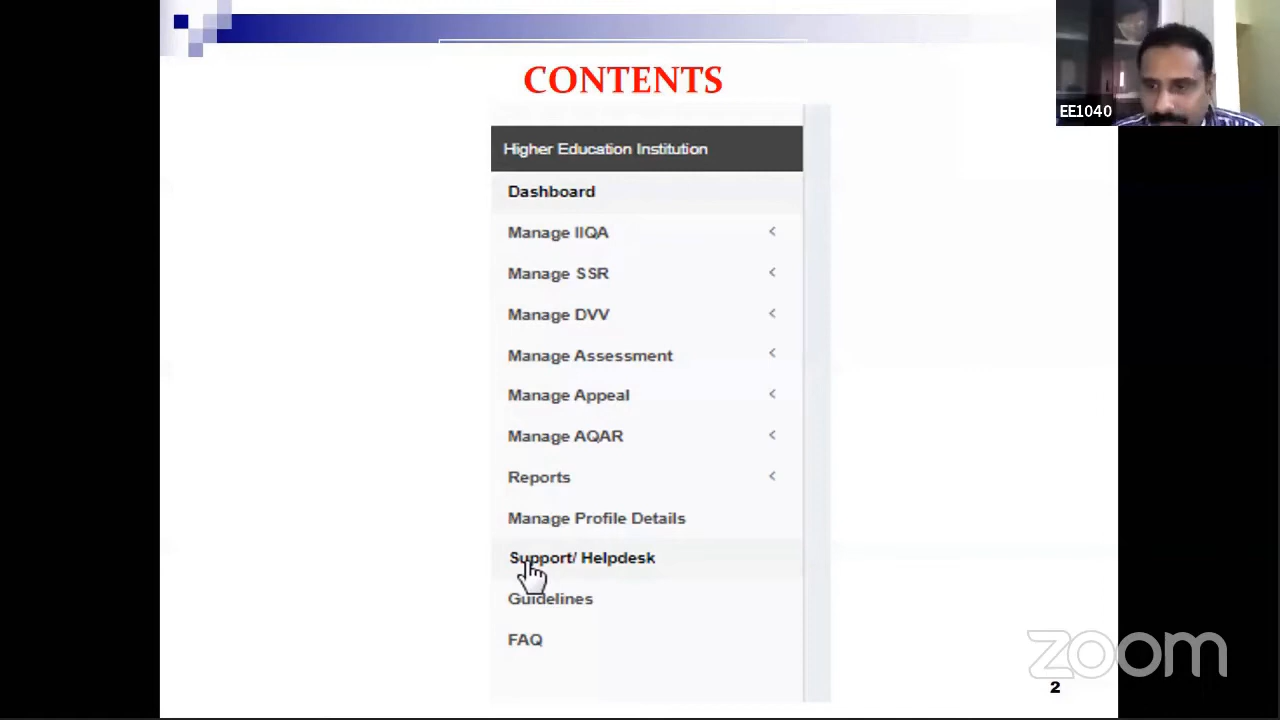 CONTENTS
EE1040
Higher Education Institution
Dashboard
Manage IIQA
Manage SSR
Manage DVV
Manage Assessment
Manage Appeal
Manage AQAR
Reports
Manage Profile Details
Support/ Helpdesk
Guidelines
FAQ
zoom
2